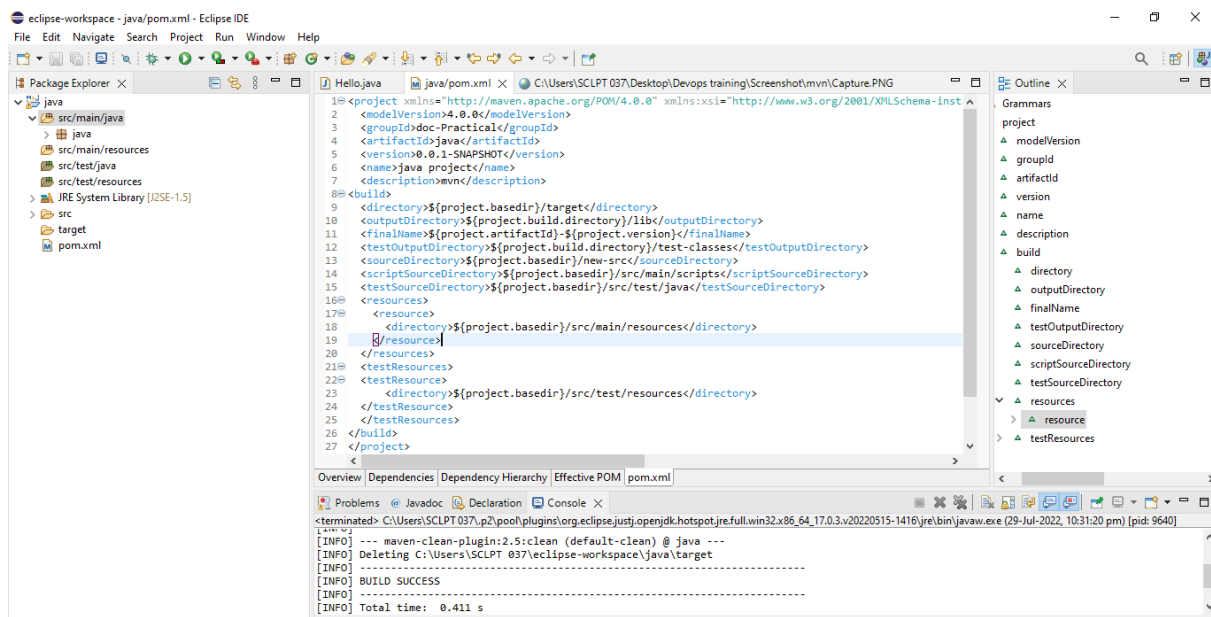 eclipse-workspace - java/pom.xml - Eclipse IDE
File Edit Navigate Search Project Run Window Help
Package Explorer
java
src/main/java
java
src/main/resources
src/test/java
src/test/resources
JRE System Library [J2SE-1.5]
src
target
pom.xml
Hello.java java/pom.xml C:\Users\SCLPT 037\Desktop\Devops training\Screenshot\mvn\Capture.PNG
1 <project xmlns="http://maven.apache.org/POM/4.0.0" xmlns:xsi="http://www.w3.org/2001/XMLSchema-inst
2 <modelVersion>4.0.0</modelVersion>
3 <groupId>doc-Practical</groupId>
4 <artifactId>java</artifactId>
5 <version>0.0.1-SNAPSHOT</version>
6 <name>java project</name>
7 <description>mvn</description>
8 <build>
9 <directory>${project.basedir}/target</directory>
10 <outputDirectory>${project.build.directory}/lib</outputDirectory>
11 <finalName>${project.artifactId}-${project.version}</finalName>
12 <testOutputDirectory>${project.build.directory}/test-classes</testOutputDirectory>
13 <sourceDirectory>${project.basedir}/new-src</sourceDirectory>
14 <scriptSourceDirectory>${project.basedir}/src/main/scripts</scriptSourceDirectory>
15 <testSourceDirectory>${project.basedir}/src/test/java</testSourceDirectory>
16 <resources>
17 <resource>
18 <directory>${project.basedir}/src/main/resources</directory>
19 </resource>
20 </resources>
21 <testResources>
22 <testResource>
23 <directory>${project.basedir}/src/test/resources</directory>
24 </testResource>
25 </testResources>
26 </build>
27 </project>
Overview Dependencies Dependency Hierarchy Effective POM pom.xml
Outline
Grammars
project
modelVersion
groupId
artifactId
version
name
description
build
directory
outputDirectory
finalName
testOutputDirectory
sourceDirectory
scriptSourceDirectory
testSourceDirectory
resources
resource
testResources
Problems Javadoc Declaration Console
<terminated> C:\Users\SCLPT 037\.p2\pool\plugins\org.eclipse.justj.openjdk.hotspot.jre.full.win32.x86_64_17.0.3.v20220515-1416\jre\bin\javaw.exe (29-Jul-2022, 10:31:20 pm) [pid: 9640]
[INFO] --- maven-clean-plugin:2.5:clean (default-clean) @ java ---
[INFO] Deleting C:\Users\SCLPT 037\eclipse-workspace\java\target
[INFO] ------------------------------------------------------------------------
[INFO] BUILD SUCCESS
[INFO] ------------------------------------------------------------------------
[INFO] Total time: 0.411 s